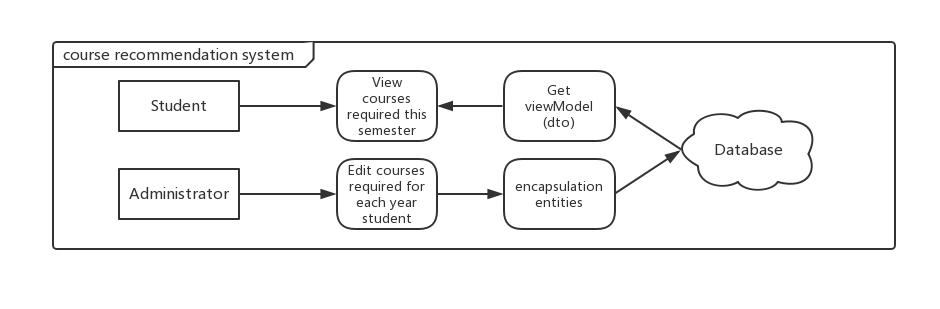 course recommendation system
Student
View
courses
required this
semester
Get
viewModel
(dto)
Database
Administrator
Edit courses
required for
each year
student
encapsulation
entities